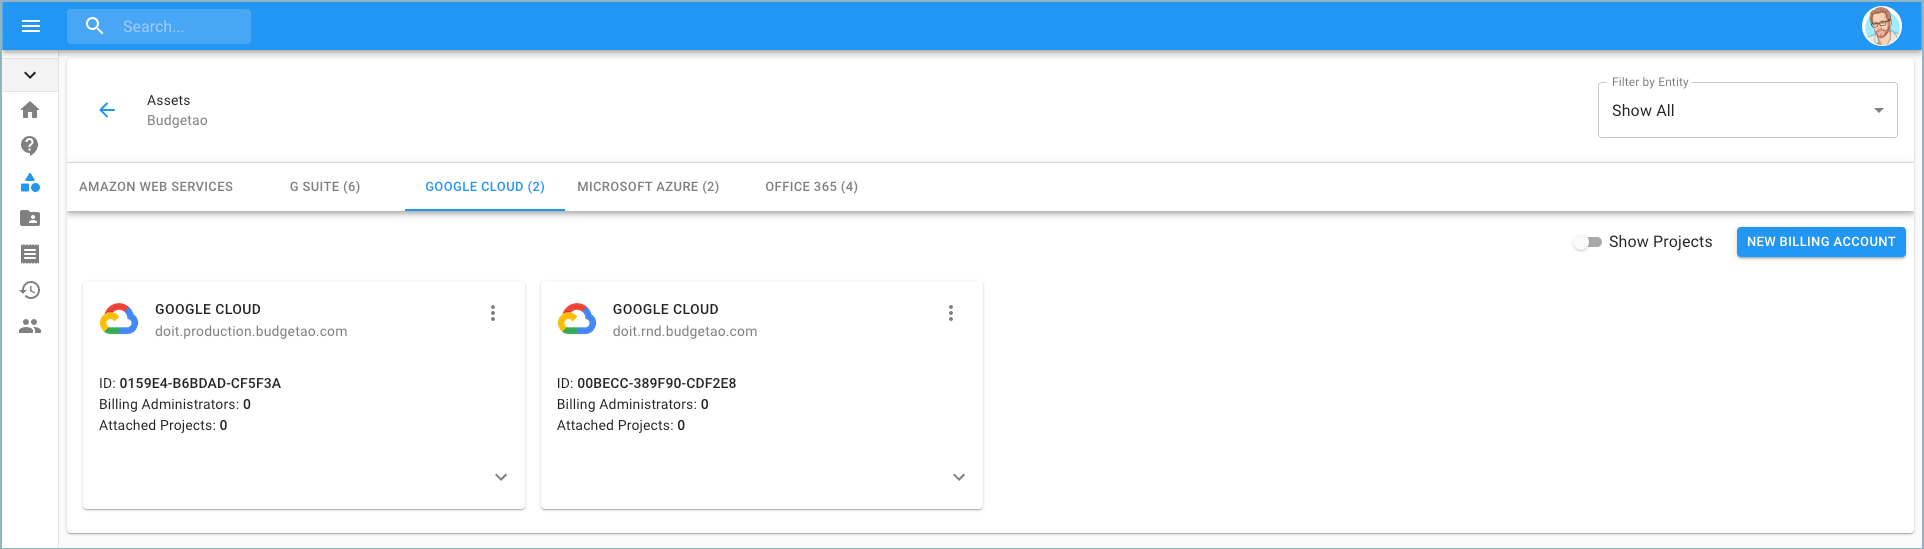 Search...
Assets
Budgetao
Filter by Entity
Show All
AMAZON WEB SERVICES
G SUITE (6)
GOOGLE CLOUD (2)
MICROSOFT AZURE (2)
OFFICE 365 (4)
Show Projects
NEW BILLING ACCOUNT
GOOGLE CLOUD
doit.production.budgetao.com
ID: 0159E4-B6BDAD-CF5F3A
Billing Administrators: 0
Attached Projects: 0
GOOGLE CLOUD
doit.rnd.budgetao.com
ID: 00BECC-389F90-CDF2E8
Billing Administrators: 0
Attached Projects: 0